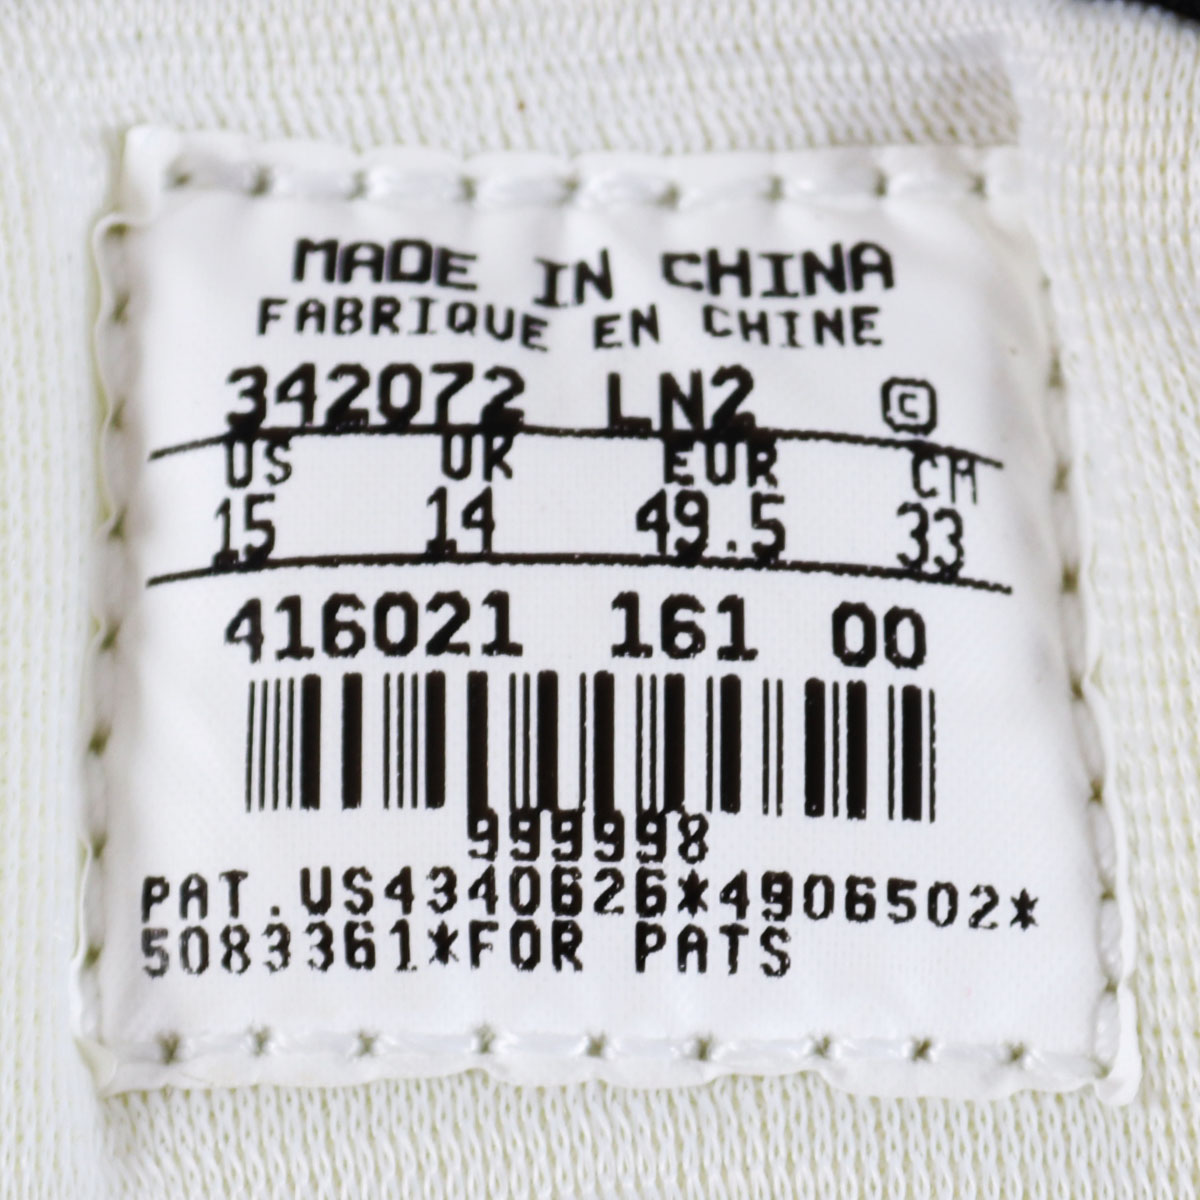 MADE IN CHINA
FABRIQUE EN CHINE
342072 LN2 ©
US UK EUR CM
15 14 49.5 33
416021 161 00
999998
PAT.US4340626*4906502*
5083361*FOR PATS